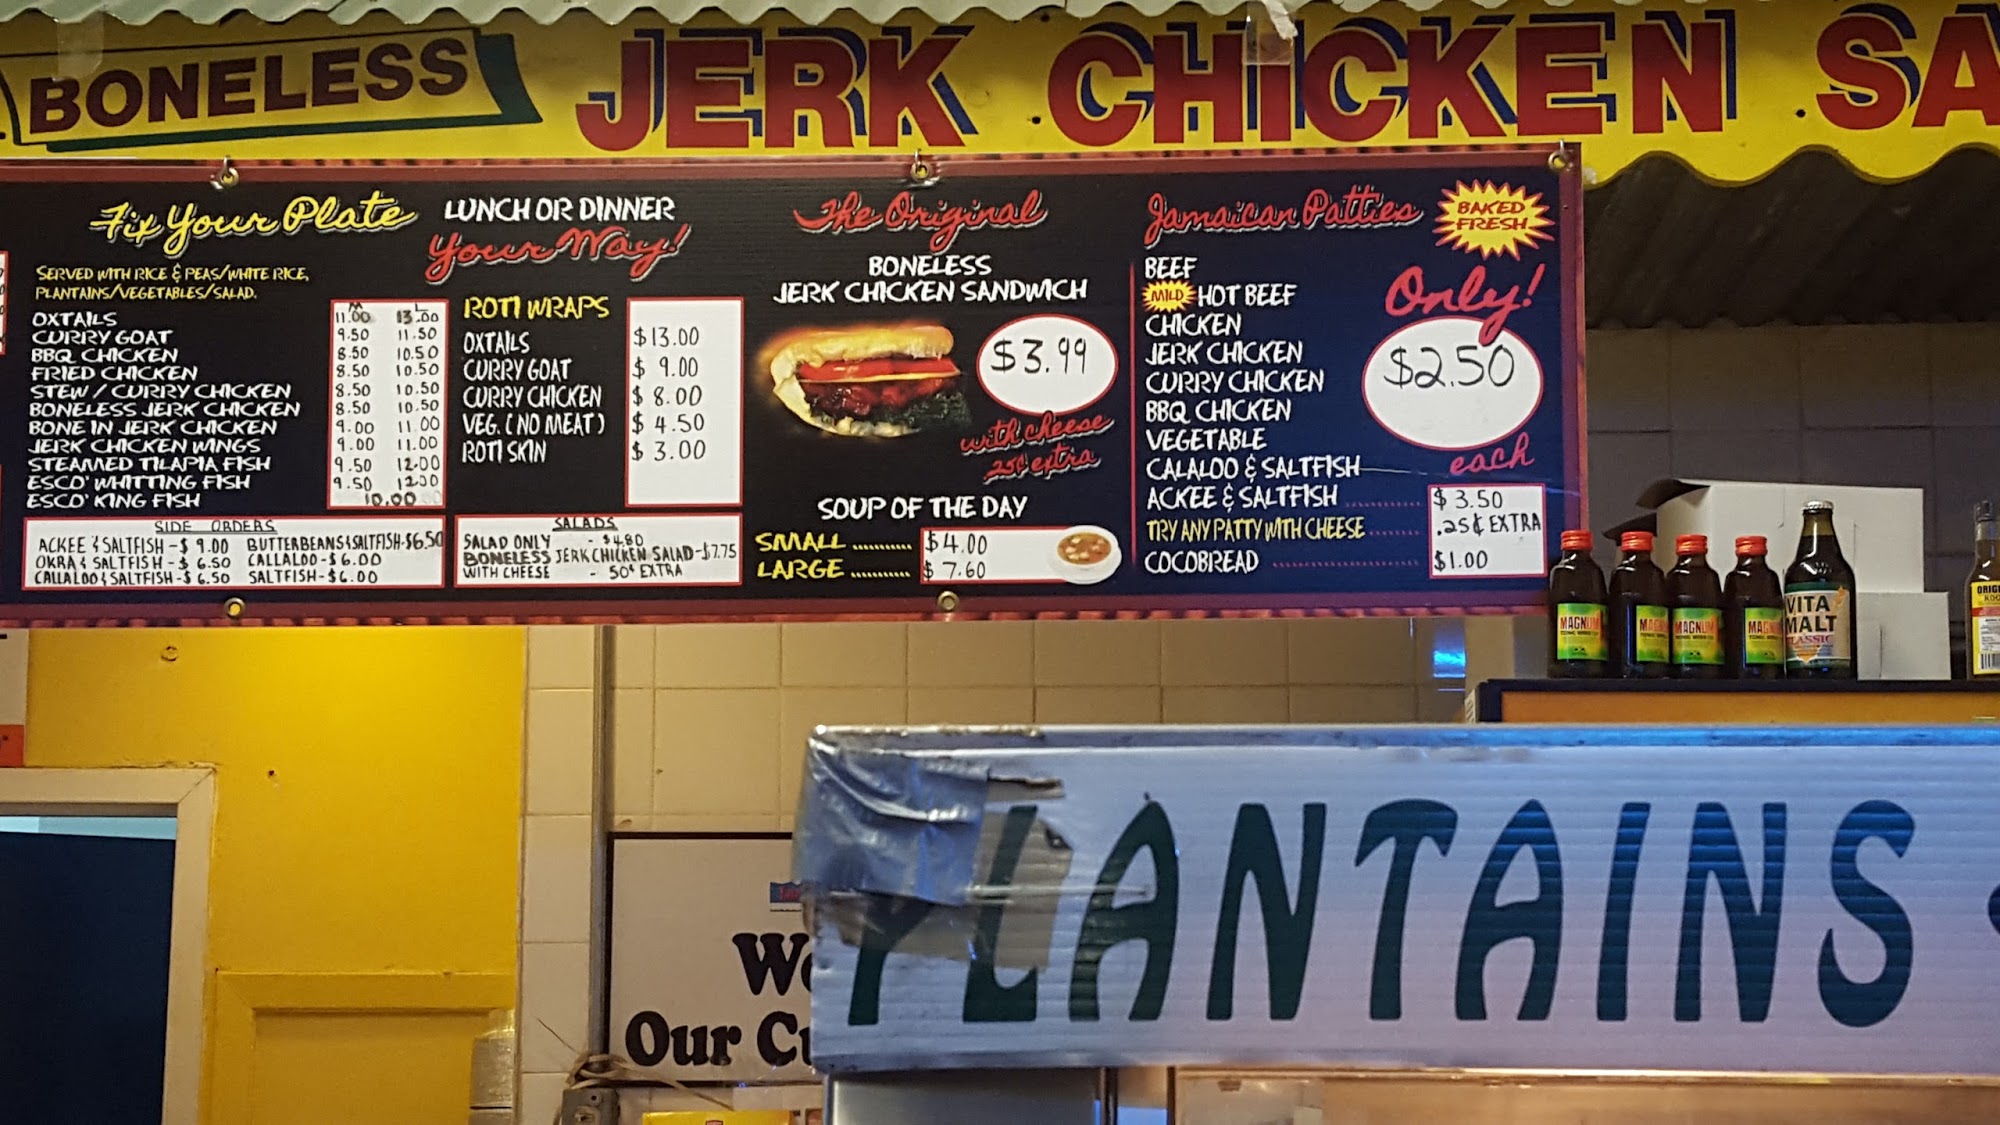 BONELESS
JERK CHICKEN SA
Fix Your Plate
LUNCH OR DINNER
Your Way!
SERVED WITH RICE & PEAS/WHITE RICE,
PLANTAINS/VEGETABLES/SALAD.
M L
OXTAILS 11.00 13.00
CURRY GOAT 9.50 11.50
BBQ CHICKEN 8.50 10.50
FRIED CHICKEN 8.50 10.50
STEW / CURRY CHICKEN 8.50 10.50
BONELESS JERK CHICKEN 8.50 10.50
BONE IN JERK CHICKEN 9.00 11.00
JERK CHICKEN WINGS 9.00 11.00
STEAMED TILAPIA FISH 9.50 12.00
ESCO' WHITTING FISH 9.50 12.00
ESCO' KING FISH 10.00
SIDE ORDERS
ACKEE & SALTFISH - $ 9.00 BUTTERBEANS & SALTFISH - $6.50
OKRA & SALTFISH - $ 6.50 CALLALOO - $6.00
CALLALOO & SALTFISH - $ 6.50 SALTFISH - $6.00
ROTI WRAPS
OXTAILS $13.00
CURRY GOAT $ 9.00
CURRY CHICKEN $ 8.00
VEG. (NO MEAT) $ 4.50
ROTI SKIN $ 3.00
SALADS
SALAD ONLY - $4.80
BONELESS JERK CHICKEN SALAD - $7.75
WITH CHEESE - 50¢ EXTRA
The Original
BONELESS
JERK CHICKEN SANDWICH
$3.99
with cheese
25¢ extra
SOUP OF THE DAY
SMALL ........... $4.00
LARGE ........... $ 7.60
Jamaican Patties
BAKED
FRESH
BEEF
MILD HOT BEEF
CHICKEN
JERK CHICKEN
CURRY CHICKEN
BBQ CHICKEN
VEGETABLE
CALALOO & SALTFISH
Only!
$2.50
each
ACKEE & SALTFISH ............ $ 3.50
TRY ANY PATTY WITH CHEESE ......... .25¢ EXTRA
COCOBREAD ........................ $1.00
MAGNUM
TONIC WINE
MAGNUM
MAGNUM
MAGNUM
VITA
MALT
CLASSIC
ORIG
PLANTAINS
We
Our Cu